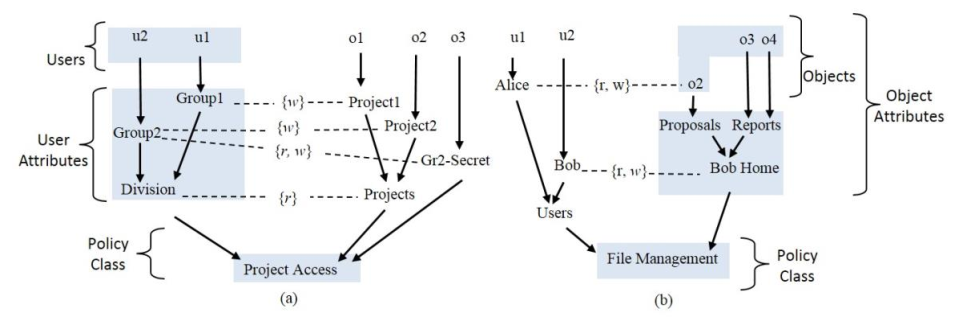 u2 u1 o1 o2 o3 u1 u2 o3 o4
Users
Objects
Alice {r, w} o2
Group1 {w} Project1
Object
Attributes
Group2 {w} Project2
Proposals Reports
User
Attributes
{r, w} Gr2-Secret
Bob {r, w} Bob Home
Division {r} Projects
Users
Policy
Class
Project Access
File Management
Policy
Class
(a) (b)